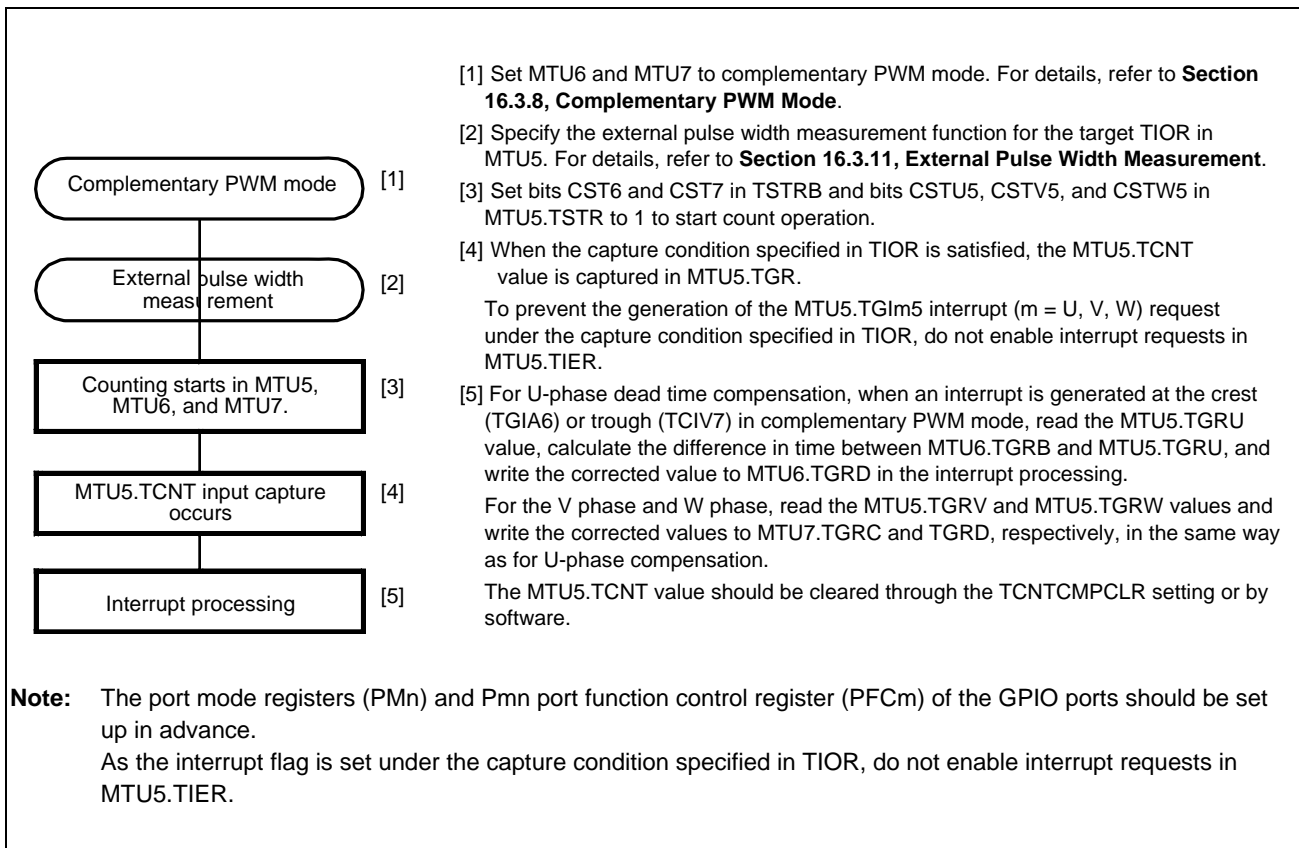 Complementary PWM mode [1]
External pulse width
measurement [2]
Counting starts in MTU5,
MTU6, and MTU7. [3]
MTU5.TCNT input capture
occurs [4]
Interrupt processing [5]
[1] Set MTU6 and MTU7 to complementary PWM mode. For details, refer to Section
16.3.8, Complementary PWM Mode.
[2] Specify the external pulse width measurement function for the target TIOR in
MTU5. For details, refer to Section 16.3.11, External Pulse Width Measurement.
[3] Set bits CST6 and CST7 in TSTRB and bits CSTU5, CSTV5, and CSTW5 in
MTU5.TSTR to 1 to start count operation.
[4] When the capture condition specified in TIOR is satisfied, the MTU5.TCNT
value is captured in MTU5.TGR.
To prevent the generation of the MTU5.TGIm5 interrupt (m = U, V, W) request
under the capture condition specified in TIOR, do not enable interrupt requests in
MTU5.TIER.
[5] For U-phase dead time compensation, when an interrupt is generated at the crest
(TGIA6) or trough (TCIV7) in complementary PWM mode, read the MTU5.TGRU
value, calculate the difference in time between MTU6.TGRB and MTU5.TGRU, and
write the corrected value to MTU6.TGRD in the interrupt processing.
For the V phase and W phase, read the MTU5.TGRV and MTU5.TGRW values and
write the corrected values to MTU7.TGRC and TGRD, respectively, in the same way
as for U-phase compensation.
The MTU5.TCNT value should be cleared through the TCNTCMPCLR setting or by
software.
Note: The port mode registers (PMn) and Pmn port function control register (PFCm) of the GPIO ports should be set
up in advance.
As the interrupt flag is set under the capture condition specified in TIOR, do not enable interrupt requests in
MTU5.TIER.